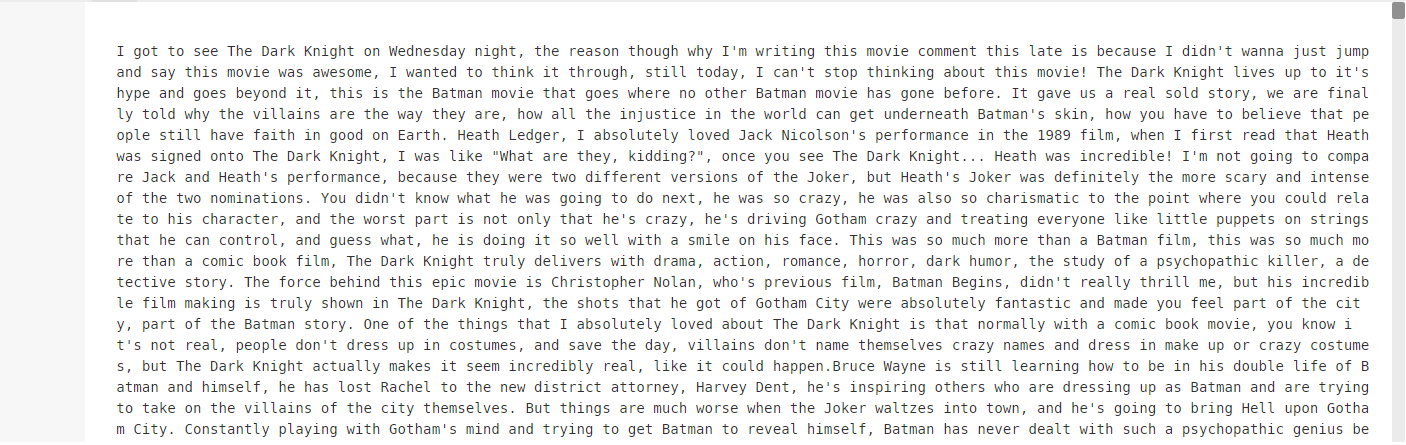 I got to see The Dark Knight on Wednesday night, the reason though why I'm writing this movie comment this late is because I didn't wanna just jump
and say this movie was awesome, I wanted to think it through, still today, I can't stop thinking about this movie! The Dark Knight lives up to it's
hype and goes beyond it, this is the Batman movie that goes where no other Batman movie has gone before. It gave us a real sold story, we are final
ly told why the villains are the way they are, how all the injustice in the world can get underneath Batman's skin, how you have to believe that pe
ople still have faith in good on Earth. Heath Ledger, I absolutely loved Jack Nicolson's performance in the 1989 film, when I first read that Heath
was signed onto The Dark Knight, I was like "What are they, kidding?", once you see The Dark Knight... Heath was incredible! I'm not going to compa
re Jack and Heath's performance, because they were two different versions of the Joker, but Heath's Joker was definitely the more scary and intense
of the two nominations. You didn't know what he was going to do next, he was so crazy, he was also so charismatic to the point where you could rela
te to his character, and the worst part is not only that he's crazy, he's driving Gotham crazy and treating everyone like little puppets on strings
that he can control, and guess what, he is doing it so well with a smile on his face. This was so much more than a Batman film, this was so much mo
re than a comic book film, The Dark Knight truly delivers with drama, action, romance, horror, dark humor, the study of a psychopathic killer, a de
tective story. The force behind this epic movie is Christopher Nolan, who's previous film, Batman Begins, didn't really thrill me, but his incredib
le film making is truly shown in The Dark Knight, the shots that he got of Gotham City were absolutely fantastic and made you feel part of the cit
y, part of the Batman story. One of the things that I absolutely loved about The Dark Knight is that normally with a comic book movie, you know i
t's not real, people don't dress up in costumes, and save the day, villains don't name themselves crazy names and dress in make up or crazy costume
s, but The Dark Knight actually makes it seem incredibly real, like it could happen.Bruce Wayne is still learning how to be in his double life of B
atman and himself, he has lost Rachel to the new district attorney, Harvey Dent, he's inspiring others who are dressing up as Batman and are trying
to take on the villains of the city themselves. But things are much worse when the Joker waltzes into town, and he's going to bring Hell upon Gotha
m City. Constantly playing with Gotham's mind and trying to get Batman to reveal himself, Batman has never dealt with such a psychopathic genius be